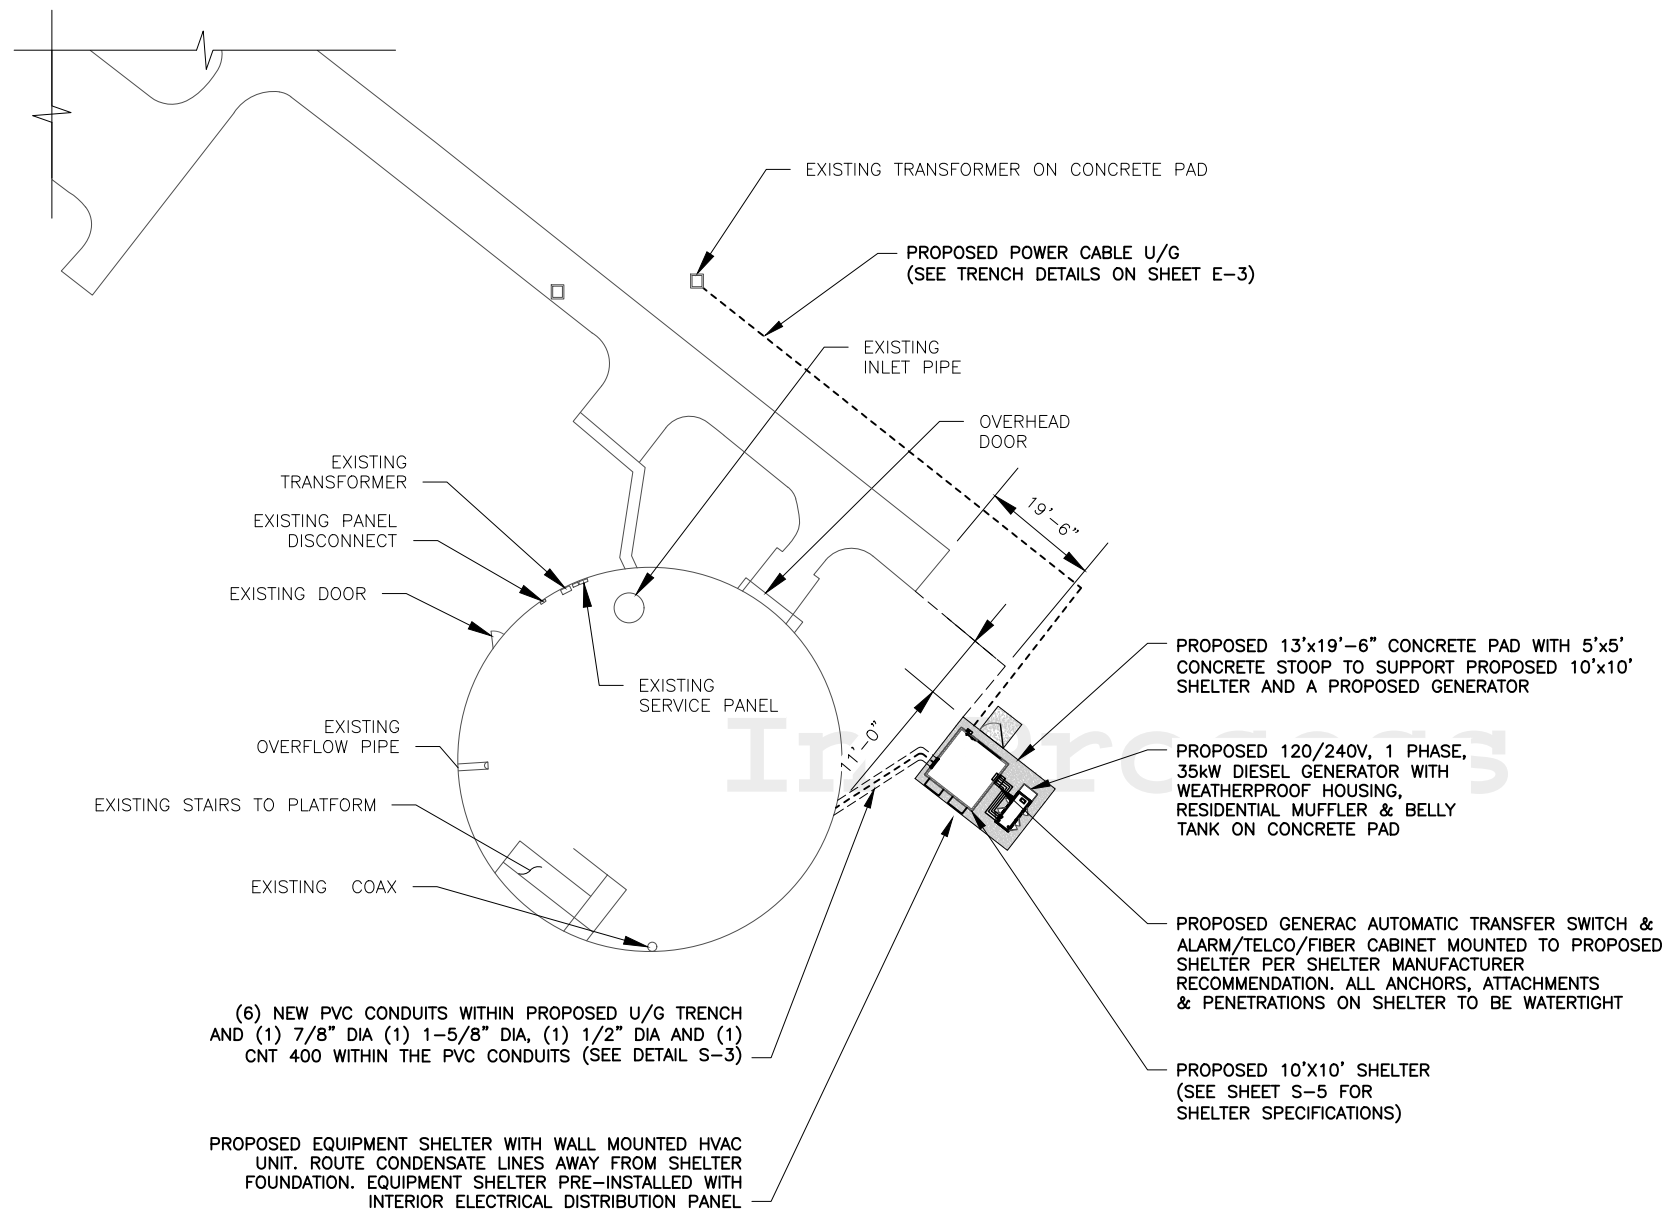 EXISTING TRANSFORMER ON CONCRETE PAD
PROPOSED POWER CABLE U/G
(SEE TRENCH DETAILS ON SHEET E-3)
EXISTING
INLET PIPE
OVERHEAD
DOOR
EXISTING
TRANSFORMER
EXISTING PANEL
DISCONNECT
EXISTING DOOR
19'-6"
EXISTING
SERVICE PANEL
EXISTING
OVERFLOW PIPE
EXISTING STAIRS TO PLATFORM
EXISTING COAX
11'-0"
In Process
PROPOSED 13'x19'-6" CONCRETE PAD WITH 5'x5'
CONCRETE STOOP TO SUPPORT PROPOSED 10'x10'
SHELTER AND A PROPOSED GENERATOR
PROPOSED 120/240V, 1 PHASE,
35kW DIESEL GENERATOR WITH
WEATHERPROOF HOUSING,
RESIDENTIAL MUFFLER & BELLY
TANK ON CONCRETE PAD
PROPOSED GENERAC AUTOMATIC TRANSFER SWITCH &
ALARM/TELCO/FIBER CABINET MOUNTED TO PROPOSED
SHELTER PER SHELTER MANUFACTURER
RECOMMENDATION. ALL ANCHORS, ATTACHMENTS
& PENETRATIONS ON SHELTER TO BE WATERTIGHT
PROPOSED 10'X10' SHELTER
(SEE SHEET S-5 FOR
SHELTER SPECIFICATIONS)
(6) NEW PVC CONDUITS WITHIN PROPOSED U/G TRENCH
AND (1) 7/8" DIA (1) 1-5/8" DIA, (1) 1/2" DIA AND (1)
CNT 400 WITHIN THE PVC CONDUITS (SEE DETAIL S-3)
PROPOSED EQUIPMENT SHELTER WITH WALL MOUNTED HVAC
UNIT. ROUTE CONDENSATE LINES AWAY FROM SHELTER
FOUNDATION. EQUIPMENT SHELTER PRE-INSTALLED WITH
INTERIOR ELECTRICAL DISTRIBUTION PANEL